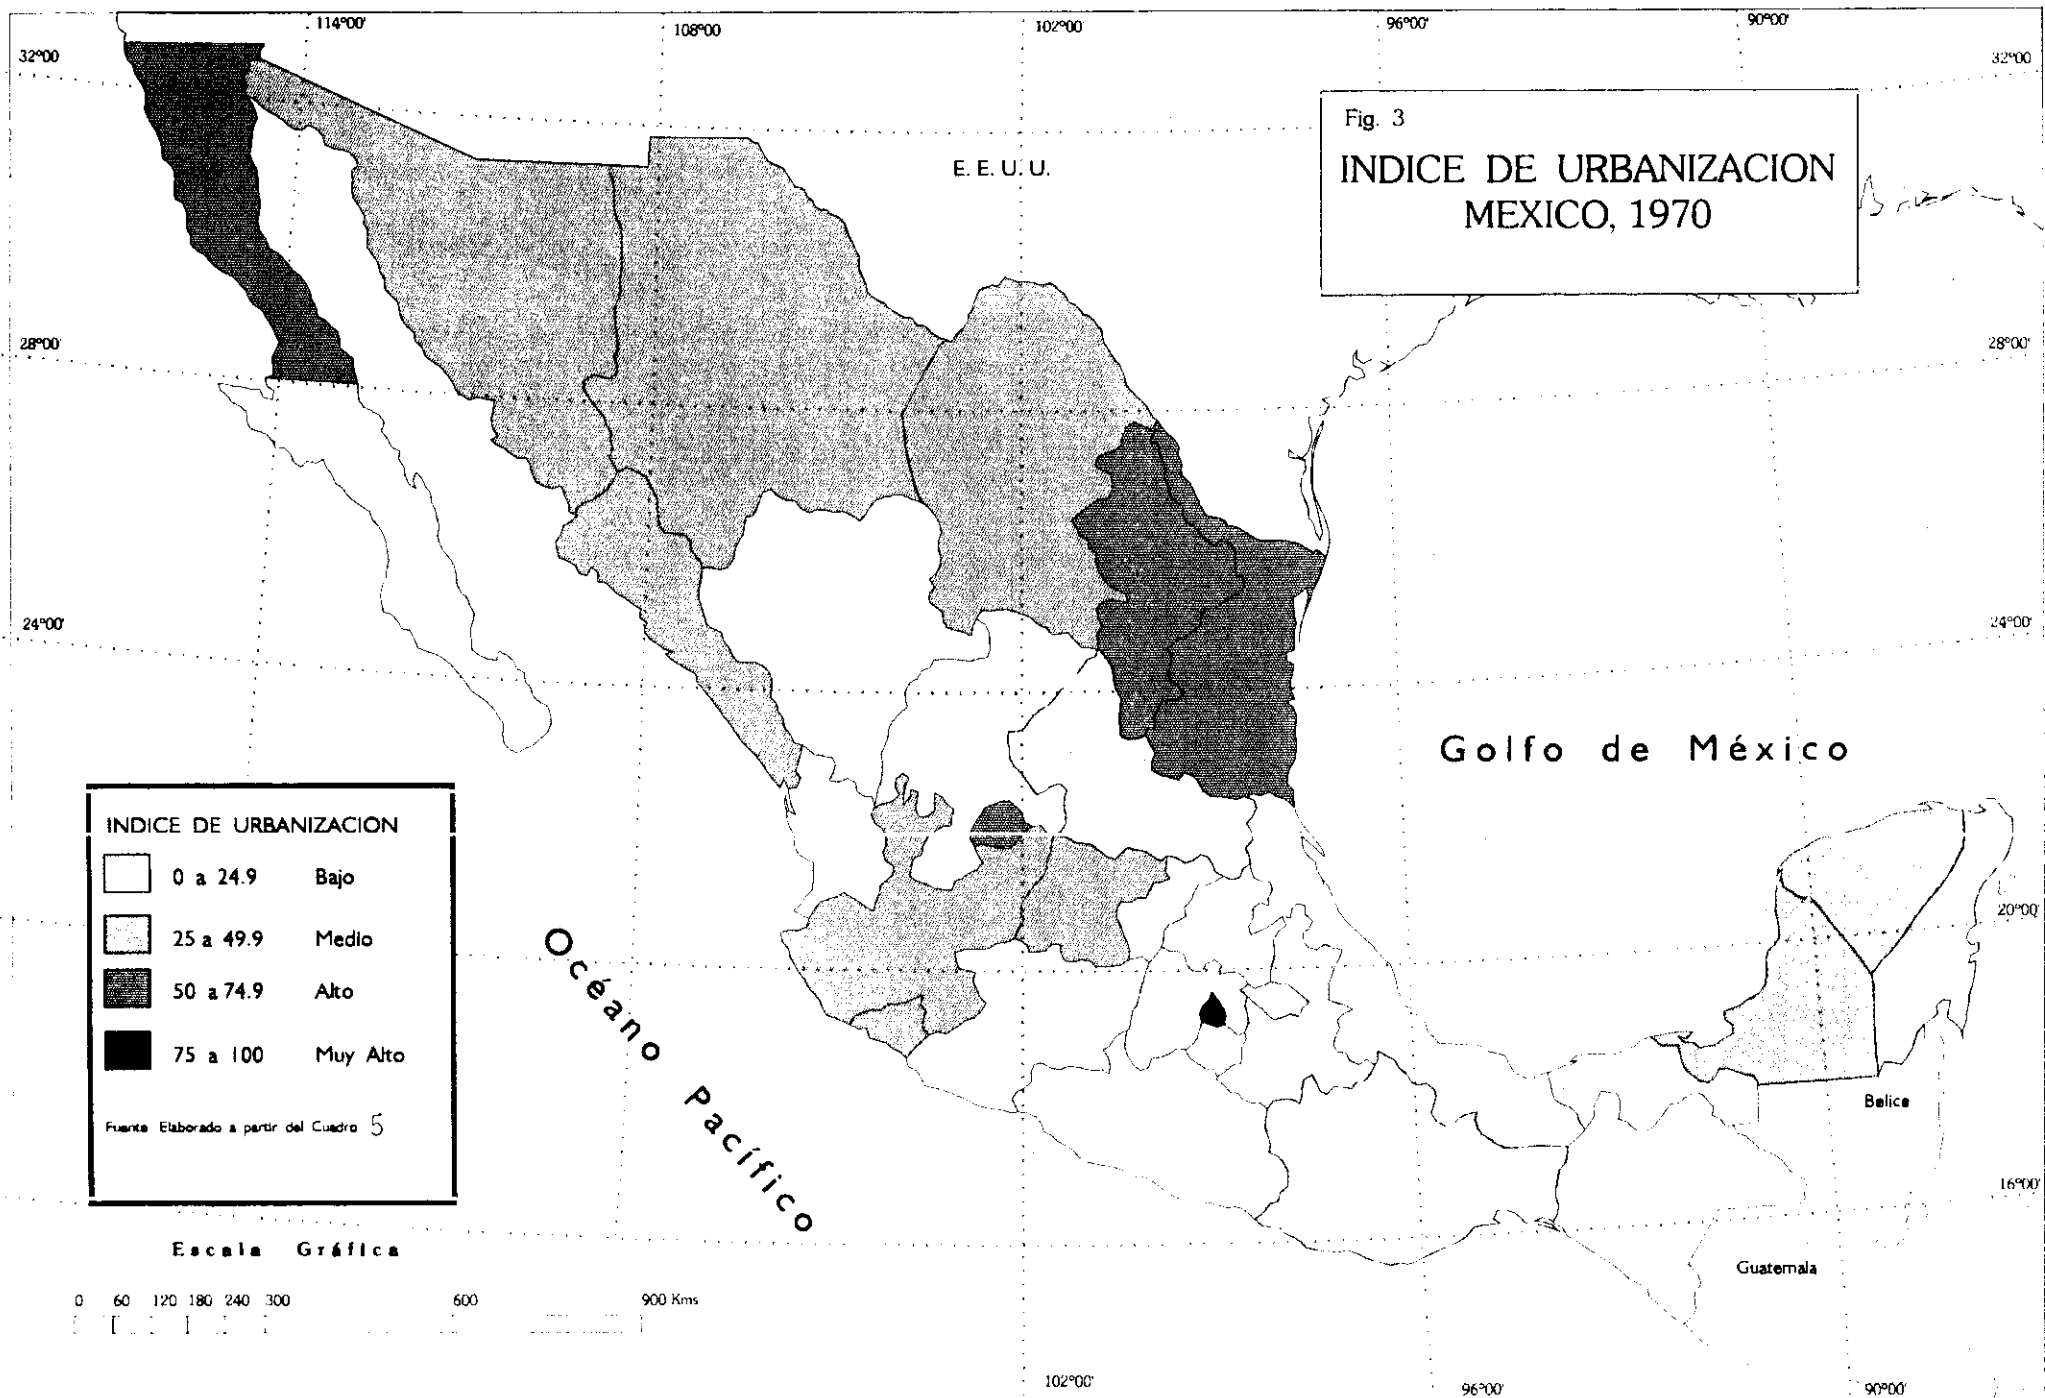 114°00'
108°00'
102°00'
96°00'
90°00'
32°00
32°00
Fig. 3
INDICE DE URBANIZACION
MEXICO, 1970
E. E. U. U.
28°00'
28°00'
24°00'
24°00'
Golfo de México
INDICE DE URBANIZACION
0 a 24.9 Bajo
25 a 49.9 Medio
50 a 74.9 Alto
75 a 100 Muy Alto
Fuente Elaborado a partir del Cuadro 5
Océano Pacífico
20°00'
Belice
16°00'
Guatemala
Escala Gráfica
0 60 120 180 240 300 600 900 Kms
102°00'
96°00'
90°00'